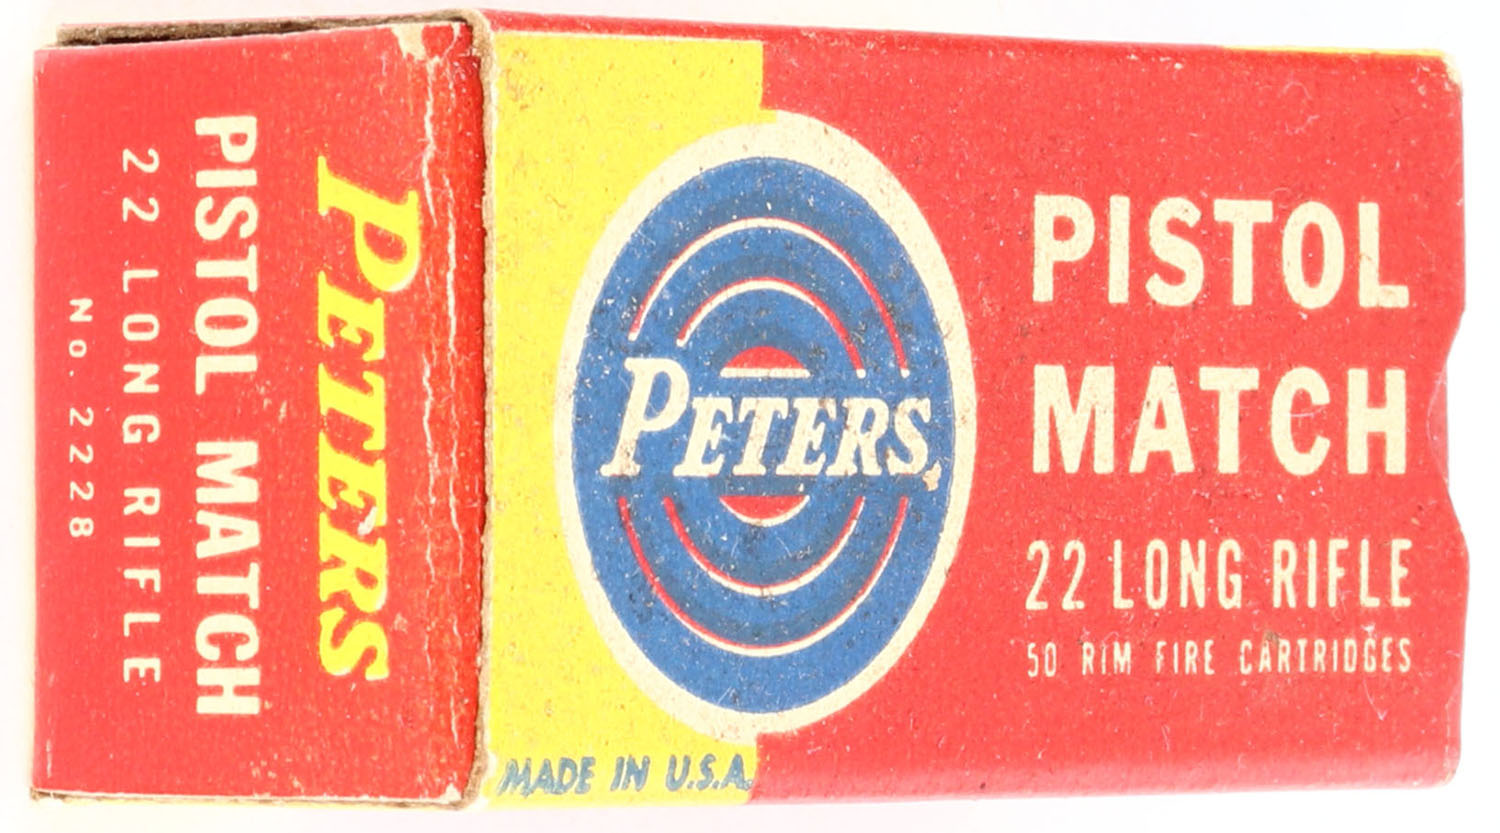 PETERS
PISTOL MATCH
22 LONG RIFLE
No. 2228
PETERS
MADE IN U.S.A.
PISTOL
MATCH
22 LONG RIFLE
50 RIM FIRE CARTRIDGES